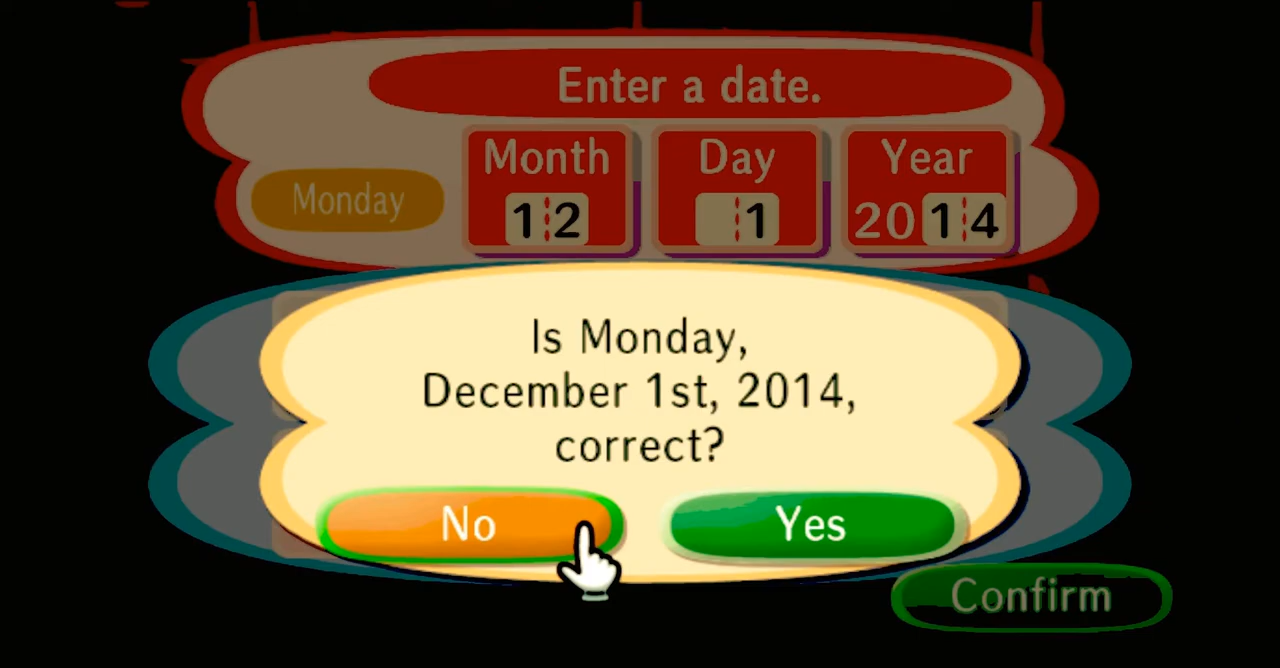 Enter a date.
Month Day Year
Monday 12 1 2014
Is Monday,
December 1st, 2014,
correct?
No Yes
Confirm